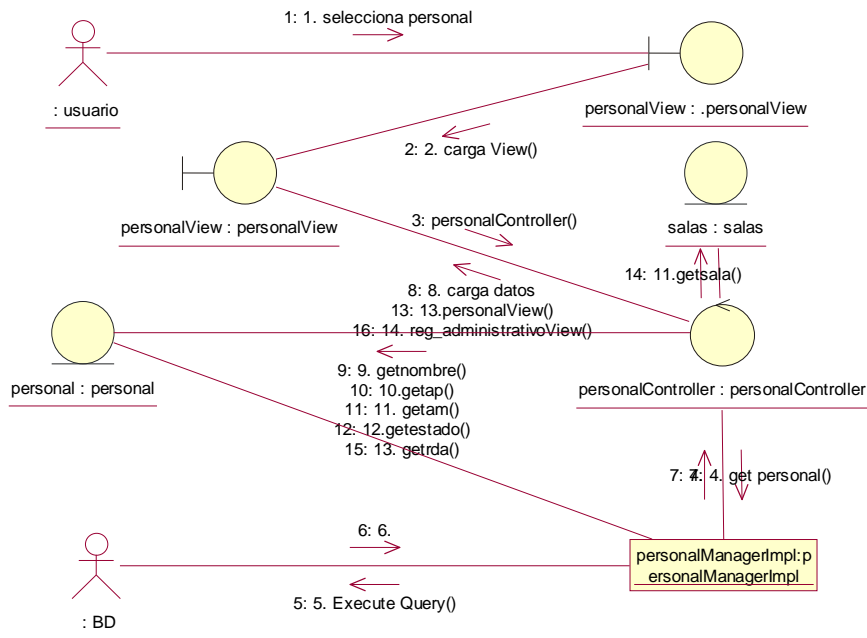 1: 1. selecciona personal
: usuario
personalView : .personalView
2: 2. carga View()
personalView : personalView
3: personalController()
salas : salas
14: 11.getsala()
8: 8. carga datos
13: 13.personalView()
16: 14. reg_administrativoView()
personal : personal
personalController : personalController
9: 9. getnombre()
10: 10.getap()
11: 11. getam()
12: 12.getestado()
15: 13. getrda()
7: 4: 4. get personal()
6: 6.
personalManagerImpl:p
ersonalManagerImpl
5: 5. Execute Query()
: BD